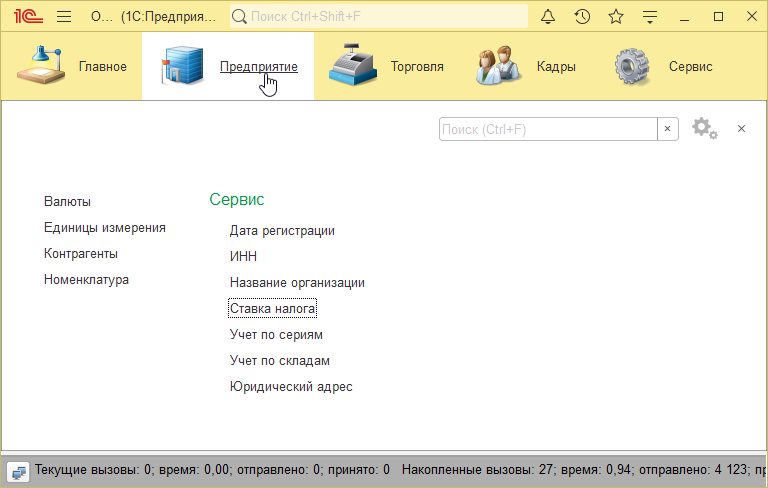 1С О... (1С:Предприя... Поиск Ctrl+Shift+F
Главное Предприятие Торговля Кадры Сервис
Поиск (Ctrl+F)
Валюты
Единицы измерения
Контрагенты
Номенклатура
Сервис
Дата регистрации
ИНН
Название организации
Ставка налога
Учет по сериям
Учет по складам
Юридический адрес
Текущие вызовы: 0; время: 0,00; отправлено: 0; принято: 0 Накопленные вызовы: 27; время: 0,94; отправлено: 4 123; пр